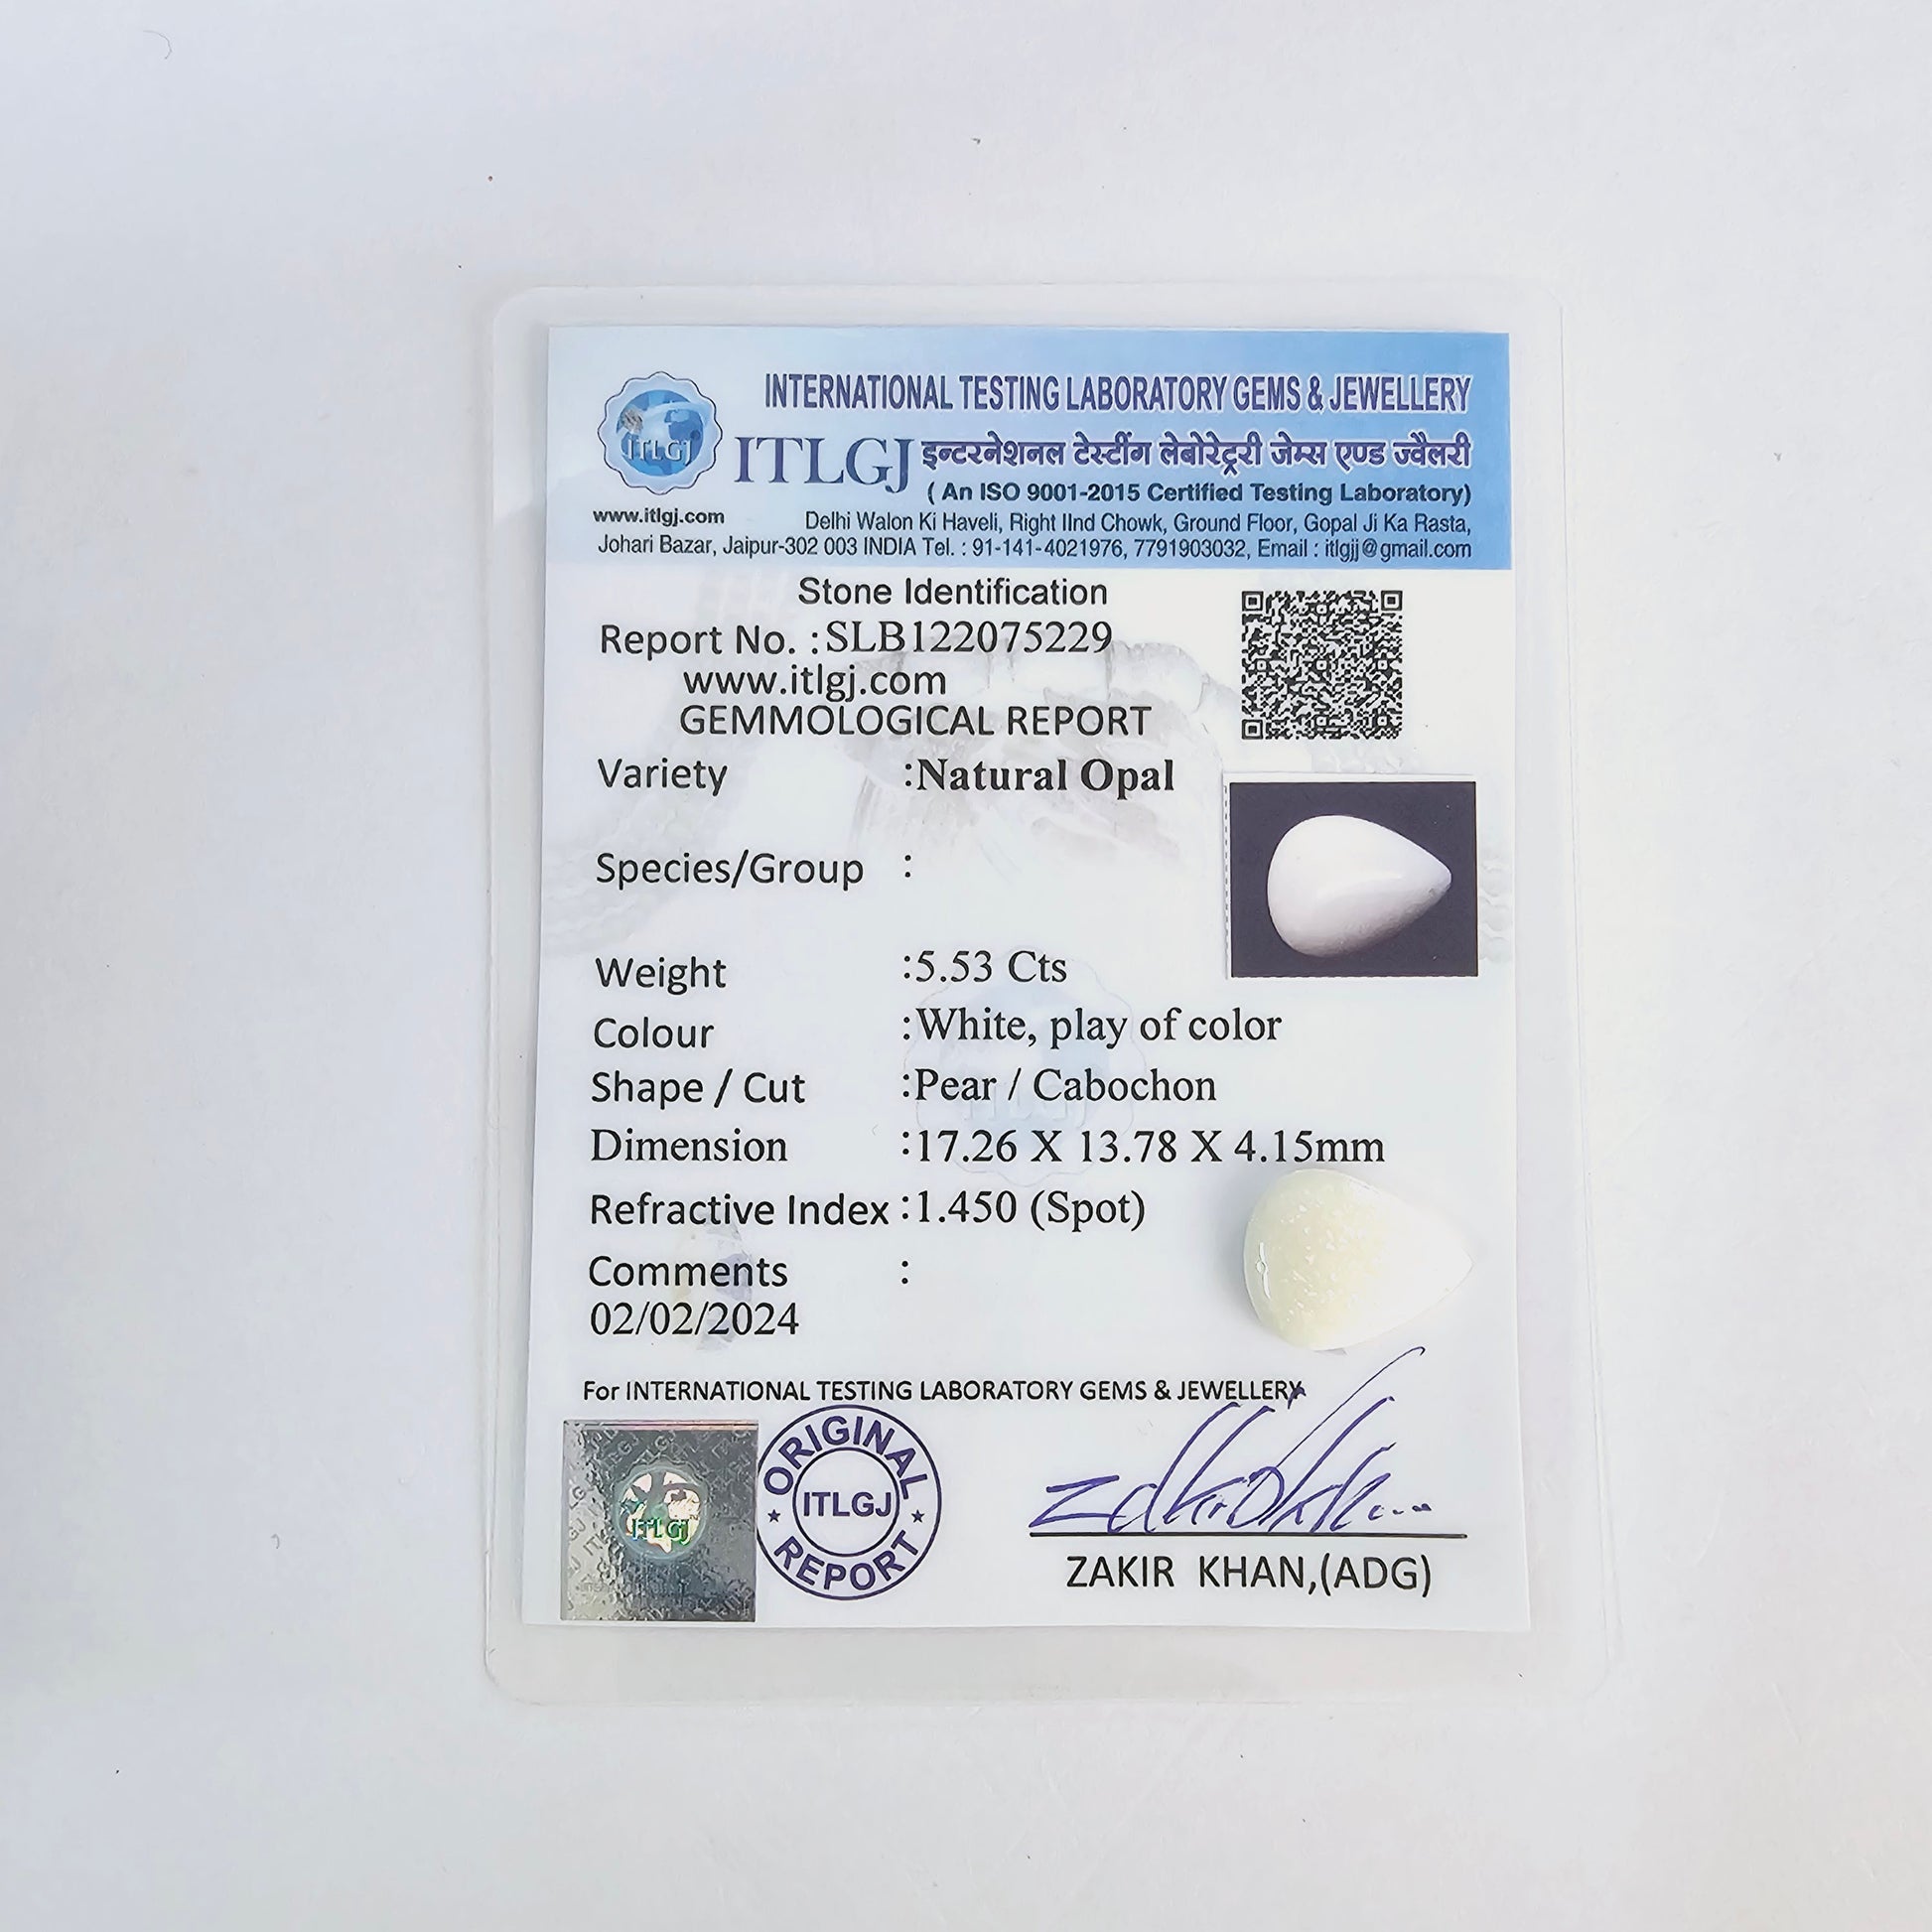 INTERNATIONAL TESTING LABORATORY GEMS & JEWELLERY
ITLGJ
ITLGJ इन्टरनेशनल टेस्टींग लेबोरेट्ररी जेम्स एण्ड ज्वैलरी
( An ISO 9001-2015 Certified Testing Laboratory)
www.itlgj.com Delhi Walon Ki Haveli, Right IInd Chowk, Ground Floor, Gopal Ji Ka Rasta,
Johari Bazar, Jaipur-302 003 INDIA Tel. : 91-141-4021976, 7791903032, Email : itlgjj@gmail.com
Stone Identification
Report No. :SLB122075229
www.itlgj.com
GEMMOLOGICAL REPORT
Variety :Natural Opal
Species/Group :
Weight :5.53 Cts
Colour :White, play of color
Shape / Cut :Pear / Cabochon
Dimension :17.26 X 13.78 X 4.15mm
Refractive Index :1.450 (Spot)
Comments :
02/02/2024
For INTERNATIONAL TESTING LABORATORY GEMS & JEWELLERY
ITLGJ
ORIGINAL
ITLGJ
REPORT
ZAKIR KHAN,(ADG)